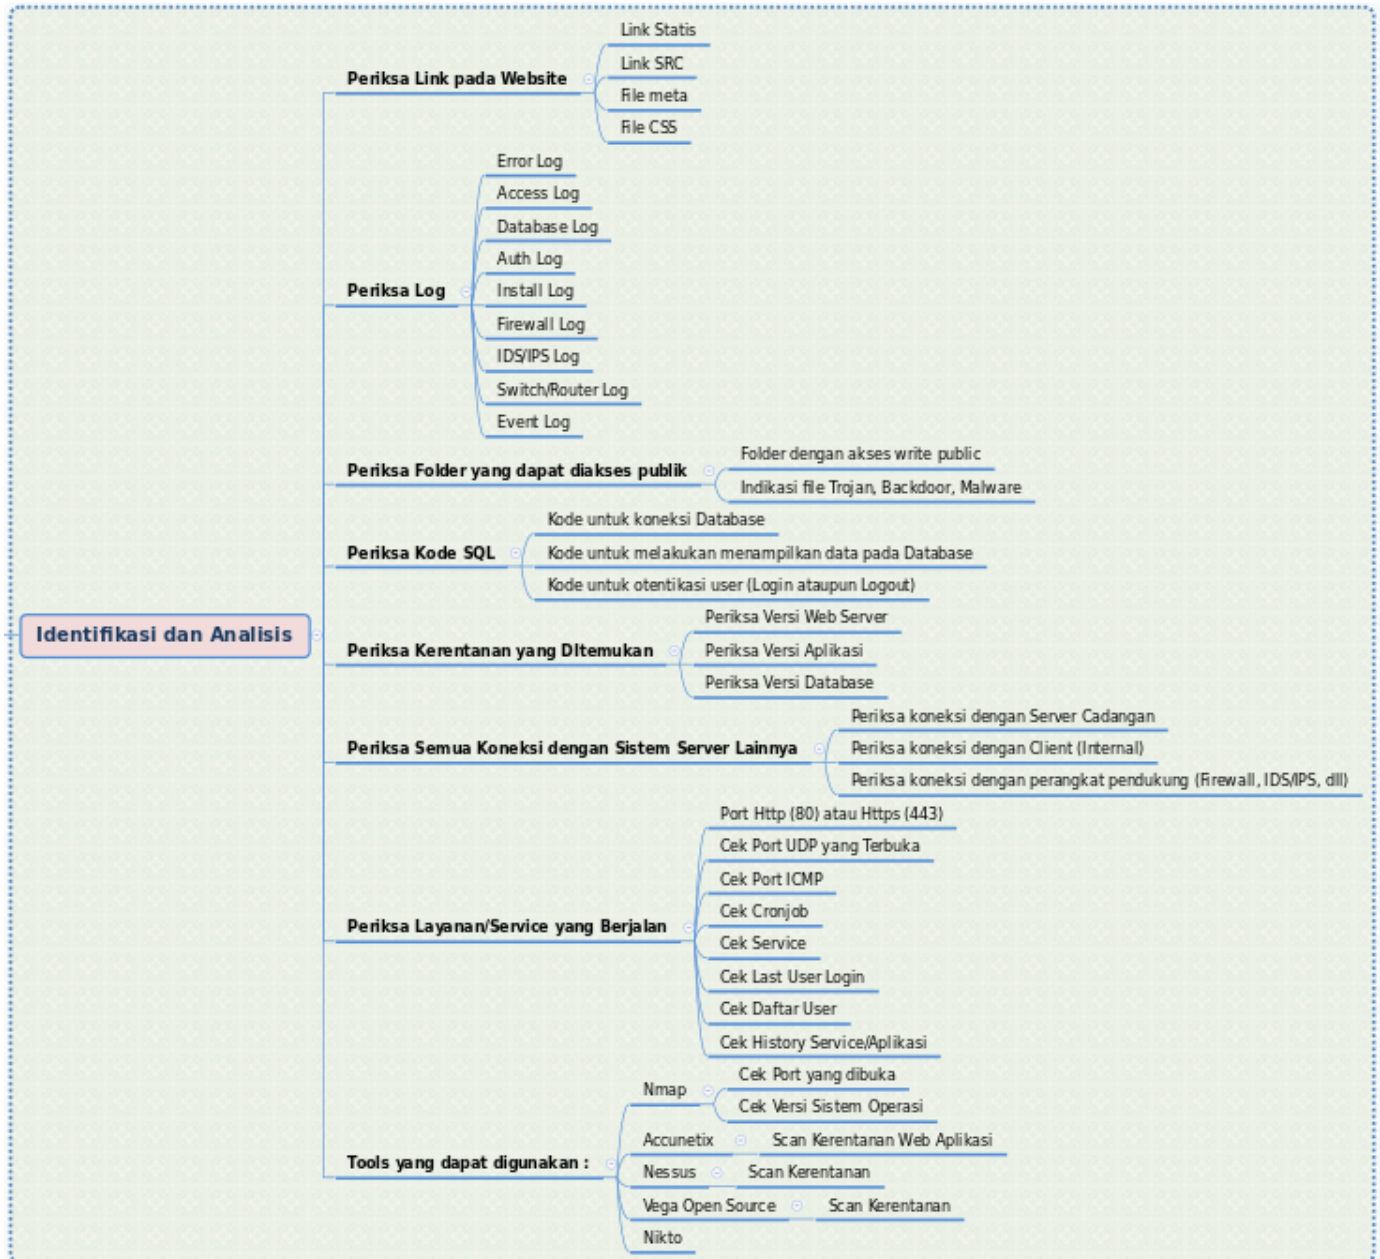 Link Statis
Periksa Link pada Website
Link SRC
File meta
File CSS
Error Log
Access Log
Database Log
Auth Log
Periksa Log
Install Log
Firewall Log
IDS/IPS Log
Switch/Router Log
Event Log
Periksa Folder yang dapat diakses publik
Folder dengan akses write public
Indikasi file Trojan, Backdoor, Malware
Periksa Kode SQL
Kode untuk koneksi Database
Kode untuk melakukan menampilkan data pada Database
Kode untuk otentikasi user (Login ataupun Logout)
Identifikasi dan Analisis
Periksa Kerentanan yang DItemukan
Periksa Versi Web Server
Periksa Versi Aplikasi
Periksa Versi Database
Periksa Semua Koneksi dengan Sistem Server Lainnya
Periksa koneksi dengan Server Cadangan
Periksa koneksi dengan Client (Internal)
Periksa koneksi dengan perangkat pendukung (Firewall, IDS/IPS, dll)
Periksa Layanan/Service yang Berjalan
Port Http (80) atau Https (443)
Cek Port UDP yang Terbuka
Cek Port ICMP
Cek Cronjob
Cek Service
Cek Last User Login
Cek Daftar User
Cek History Service/Aplikasi
Tools yang dapat digunakan :
Nmap
Cek Port yang dibuka
Cek Versi Sistem Operasi
Accunetix
Scan Kerentanan Web Aplikasi
Nessus
Scan Kerentanan
Vega Open Source
Scan Kerentanan
Nikto